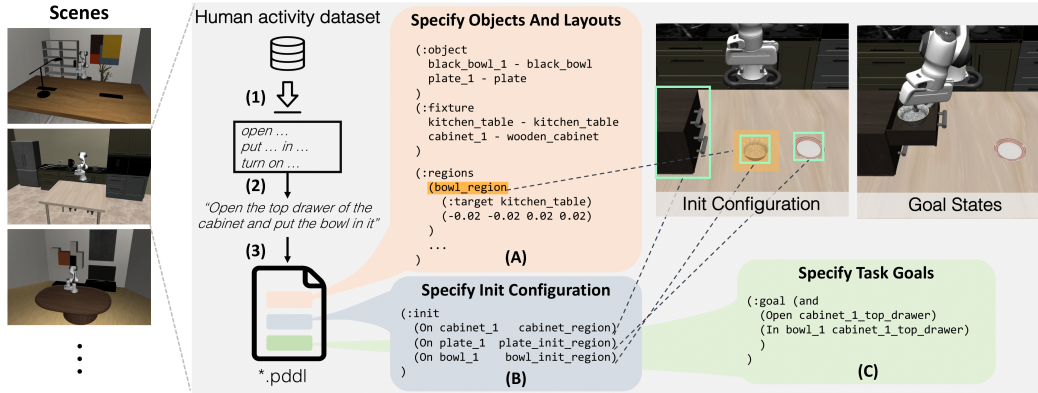 Scenes
Human activity dataset
(1)
open ...
put ... in ...
turn on ...
(2)
“Open the top drawer of the
cabinet and put the bowl in it”
(3)
*.pddl
Specify Objects And Layouts
(:object
black_bowl_1 - black_bowl
plate_1 - plate
)
(:fixture
kitchen_table - kitchen_table
cabinet_1 - wooden_cabinet
)
(:regions
(bowl_region
(:target kitchen_table)
(-0.02 -0.02 0.02 0.02)
)
...
)
(A)
Specify Init Configuration
(:init
(On cabinet_1 cabinet_region)
(On plate_1 plate_init_region)
(On bowl_1 bowl_init_region)
)
(B)
Init Configuration
Goal States
Specify Task Goals
(:goal (and
(Open cabinet_1_top_drawer)
(In bowl_1 cabinet_1_top_drawer)
)
)
(C)